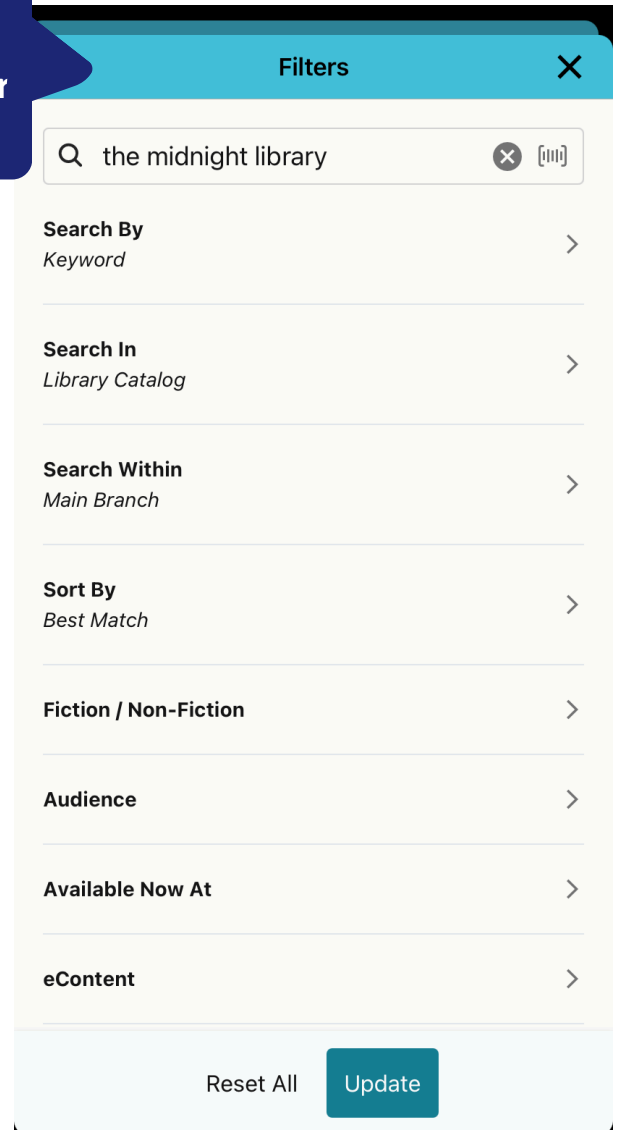 r
Filters
the midnight library
Search By
Keyword
Search In
Library Catalog
Search Within
Main Branch
Sort By
Best Match
Fiction / Non-Fiction
Audience
Available Now At
eContent
Reset All Update